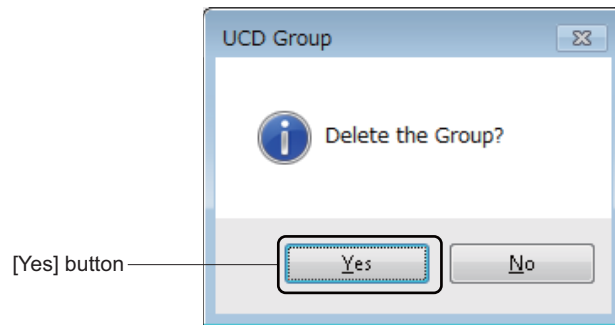 UCD Group
Delete the Group?
[Yes] button
Yes
No